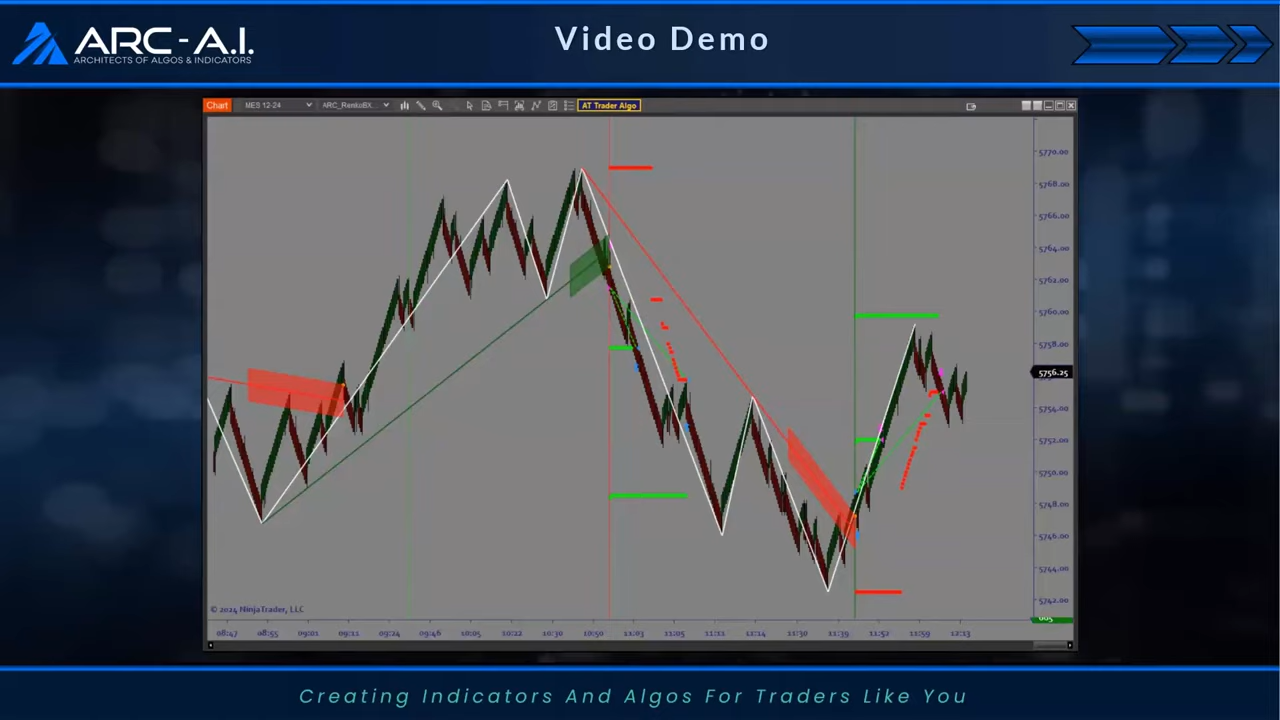 ARC-A.I.
ARCHITECTS OF ALGOS & INDICATORS
Video Demo
Chart
MES 12-24
ARC_RenkoBX...
AT Trader Algo
5770.00
5768.00
5766.00
5764.00
5762.00
5760.00
5758.00
5756.25
5754.00
5752.00
5750.00
5748.00
5746.00
5744.00
5742.00
© 2024 NinjaTrader, LLC
08:47 08:55 09:01 09:11 09:24 09:46 10:05 10:22 10:30 10:50 11:03 11:05 11:11 11:14 11:30 11:39 11:52 11:59 12:13
Creating Indicators And Algos For Traders Like You